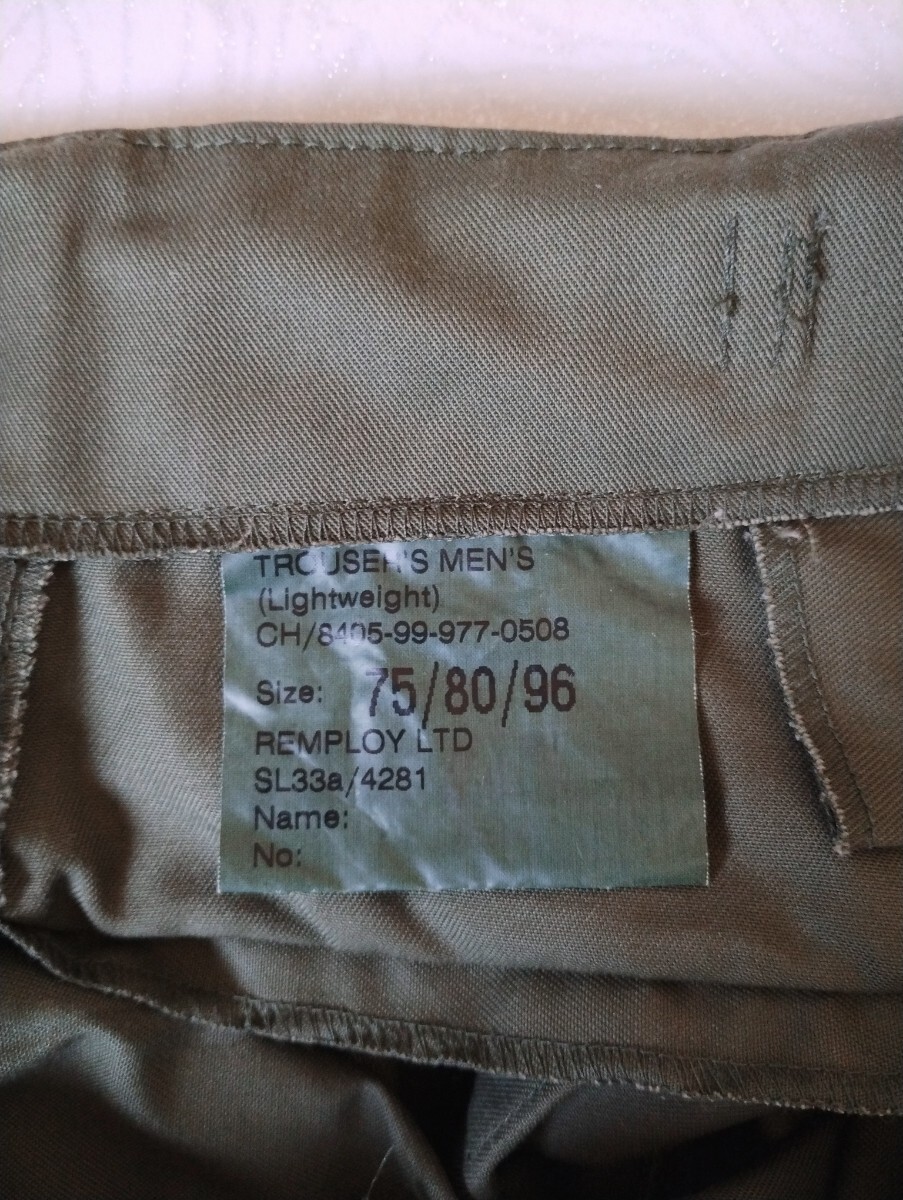 TROUSER'S MEN'S
(Lightweight)
CH/8405-99-977-0508
Size: 75/80/96
REMPLOY LTD
SL33a/4281
Name:
No: